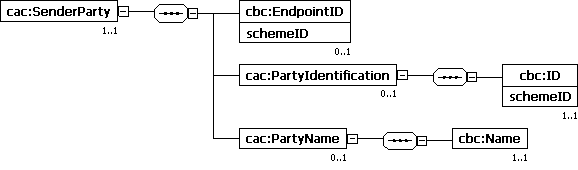 cac:SenderParty
1..1
cbc:EndpointID
schemeID
0..1
cac:PartyIdentification
0..1
cbc:ID
schemeID
1..1
cac:PartyName
0..1
cbc:Name
1..1